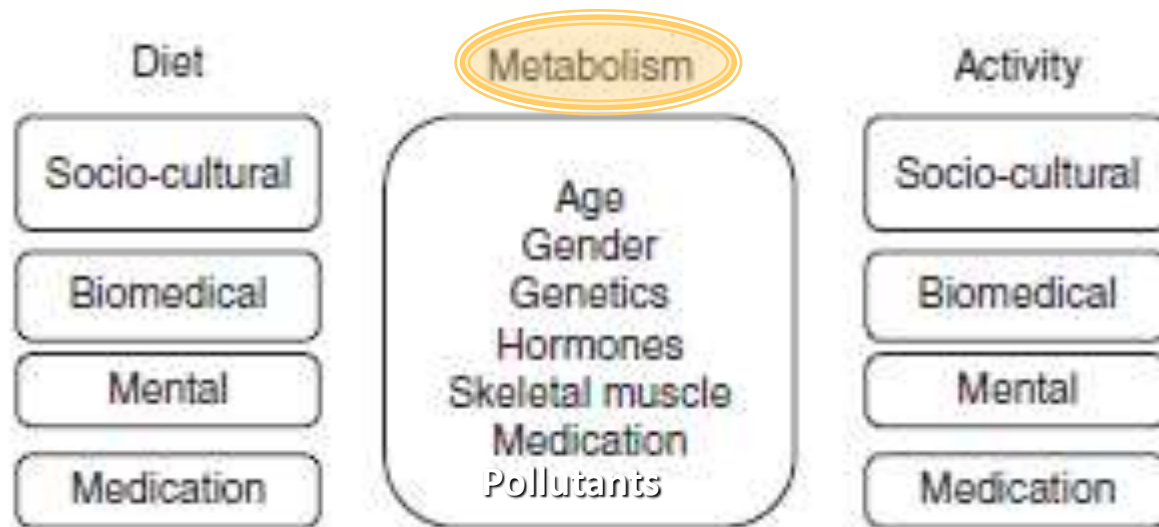 Diet
Socio-cultural
Biomedical
Mental
Medication
Metabolism
Age
Gender
Genetics
Hormones
Skeletal muscle
Medication
Pollutants
Activity
Socio-cultural
Biomedical
Mental
Medication